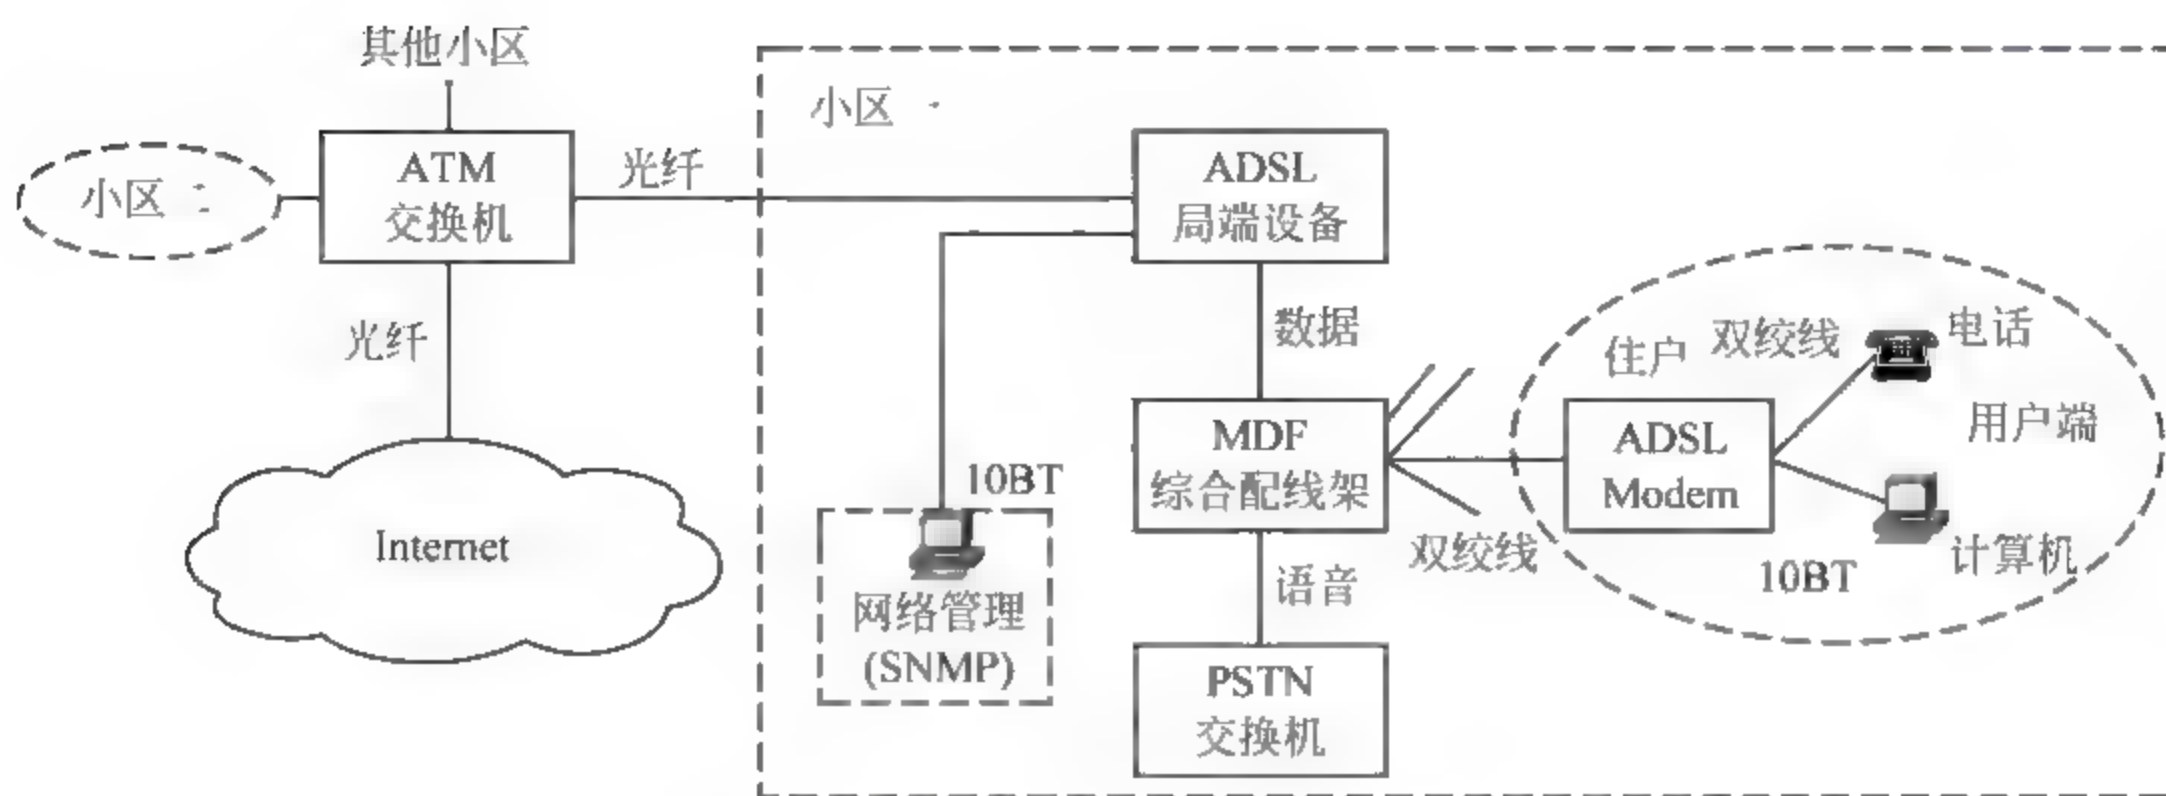 其他小区
小区
ATM
交换机
光纤
光纤
Internet
小区
ADSL
局端设备
数据
10BT
网络管理
(SNMP)
MDF
综合配线架
双绞线
语音
PSTN
交换机
住户
双绞线
电话
ADSL
Modem
用户端
10BT
计算机